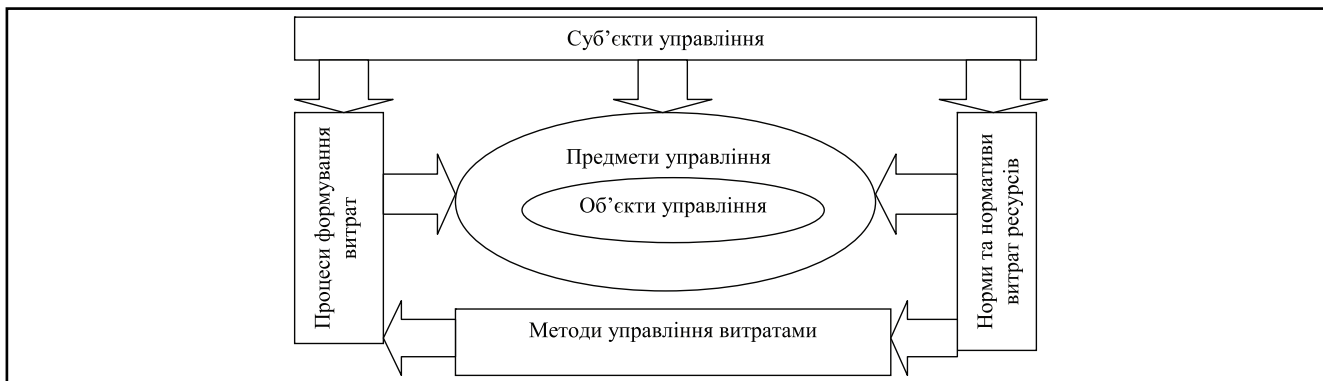 Суб’єкти управління
Процеси формування
витрат
Предмети управління
Об’єкти управління
Норми та нормативи
витрат ресурсів
Методи управління витратами